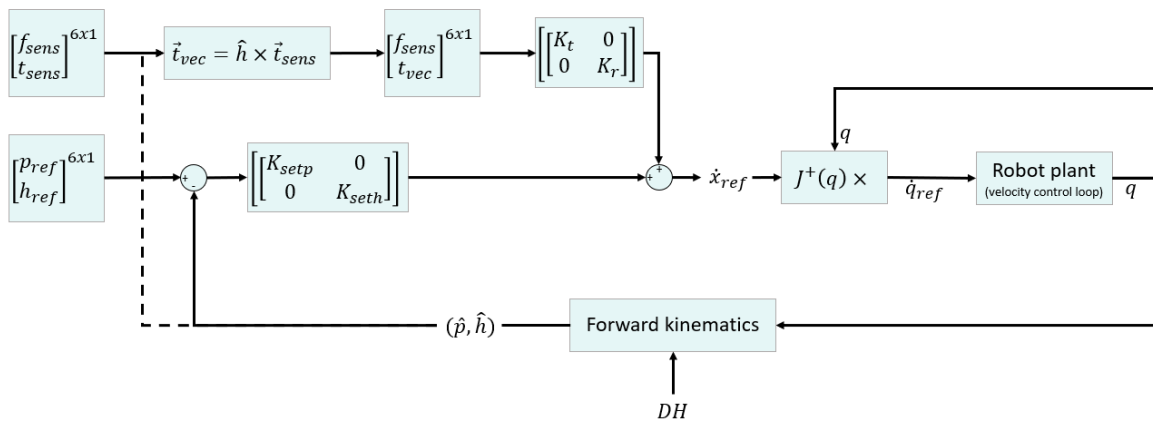 [f_sens t_sens]^6x1
t⃗_vec = ĥ × t⃗_sens
[f_sens t_vec]^6x1
[[K_t 0 0 K_r]]
q
[p_ref h_ref]^6x1
+
-
[[K_setp 0 0 K_seth]]
+ +
ẋ_ref
J⁺(q) ×
q̇_ref
Robot plant
(velocity control loop)
q
(p̂, ĥ)
Forward kinematics
DH